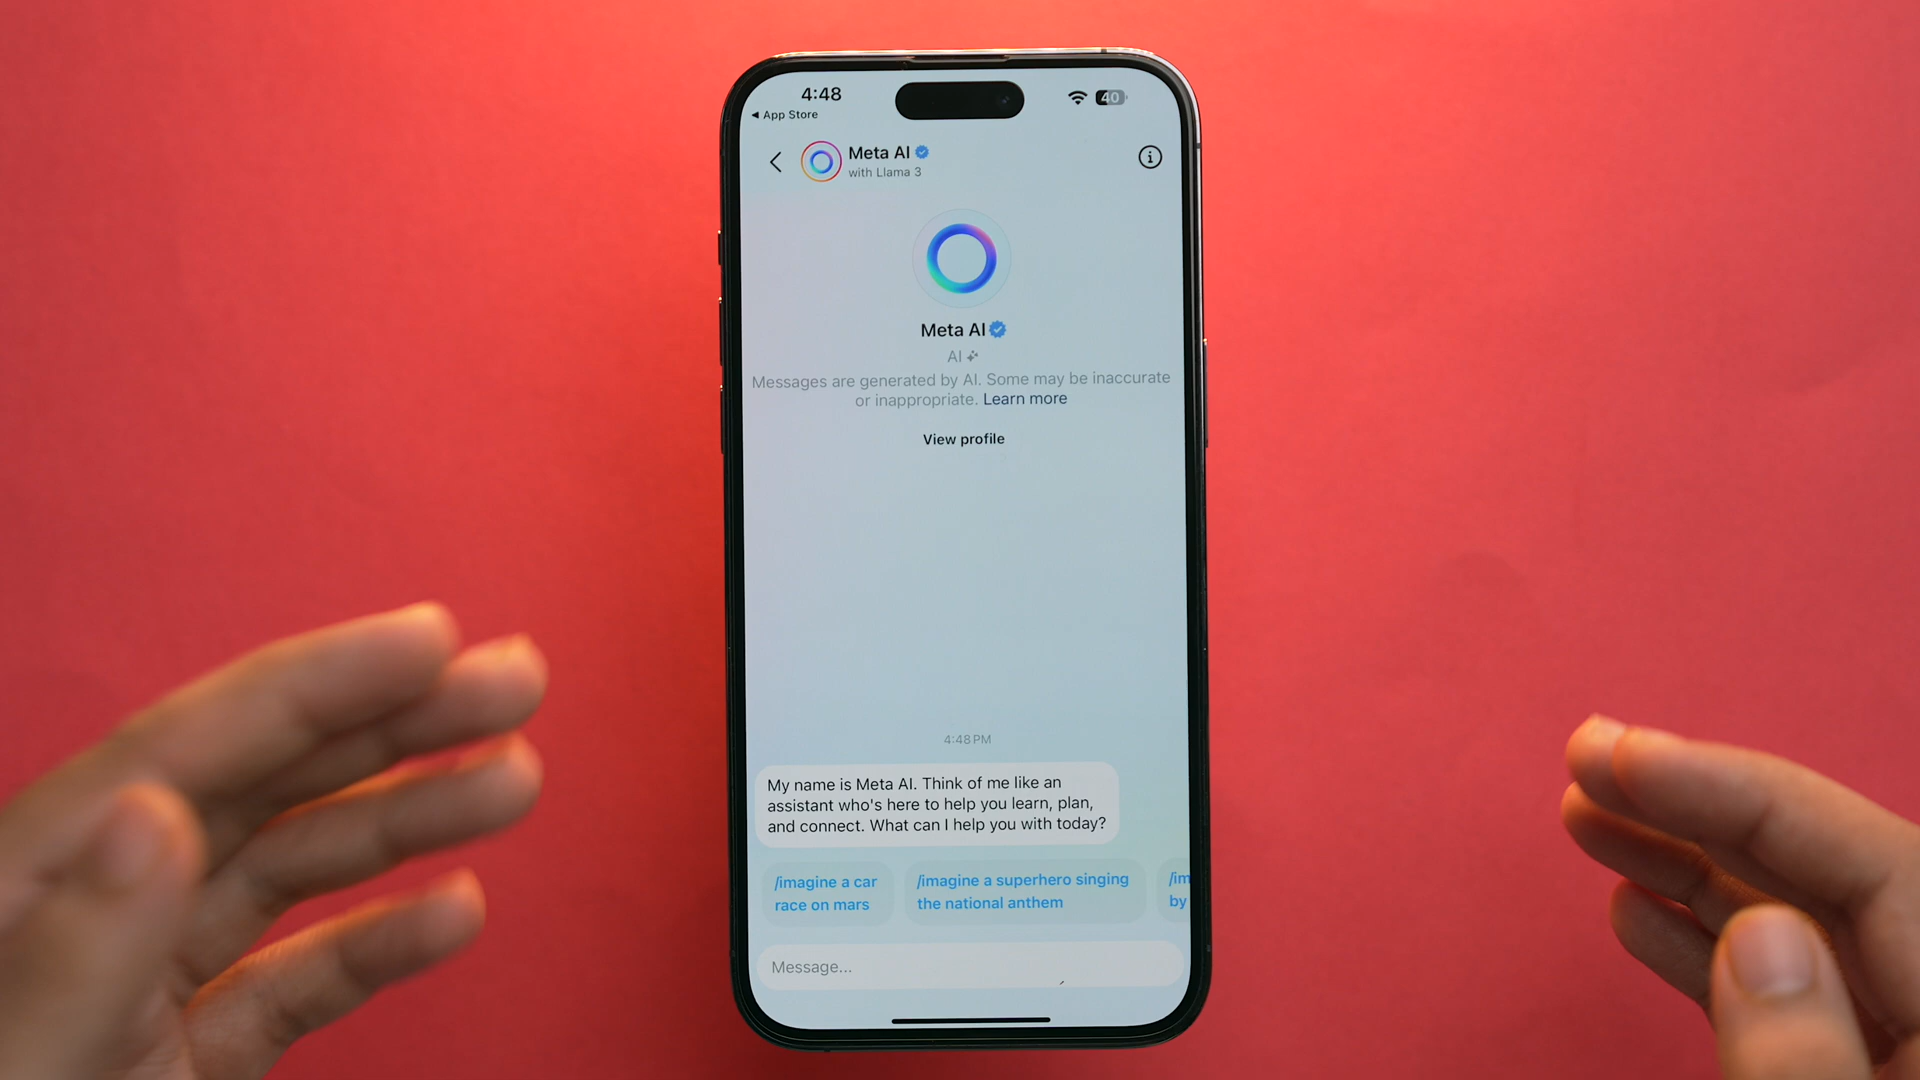 4:48
40
◀ App Store
Meta AI
with Llama 3
Meta AI
AI
Messages are generated by AI. Some may be inaccurate
or inappropriate. Learn more
View profile
4:48 PM
My name is Meta AI. Think of me like an
assistant who's here to help you learn, plan,
and connect. What can I help you with today?
/imagine a car
race on mars
/imagine a superhero singing
the national anthem
/im
by
Message...